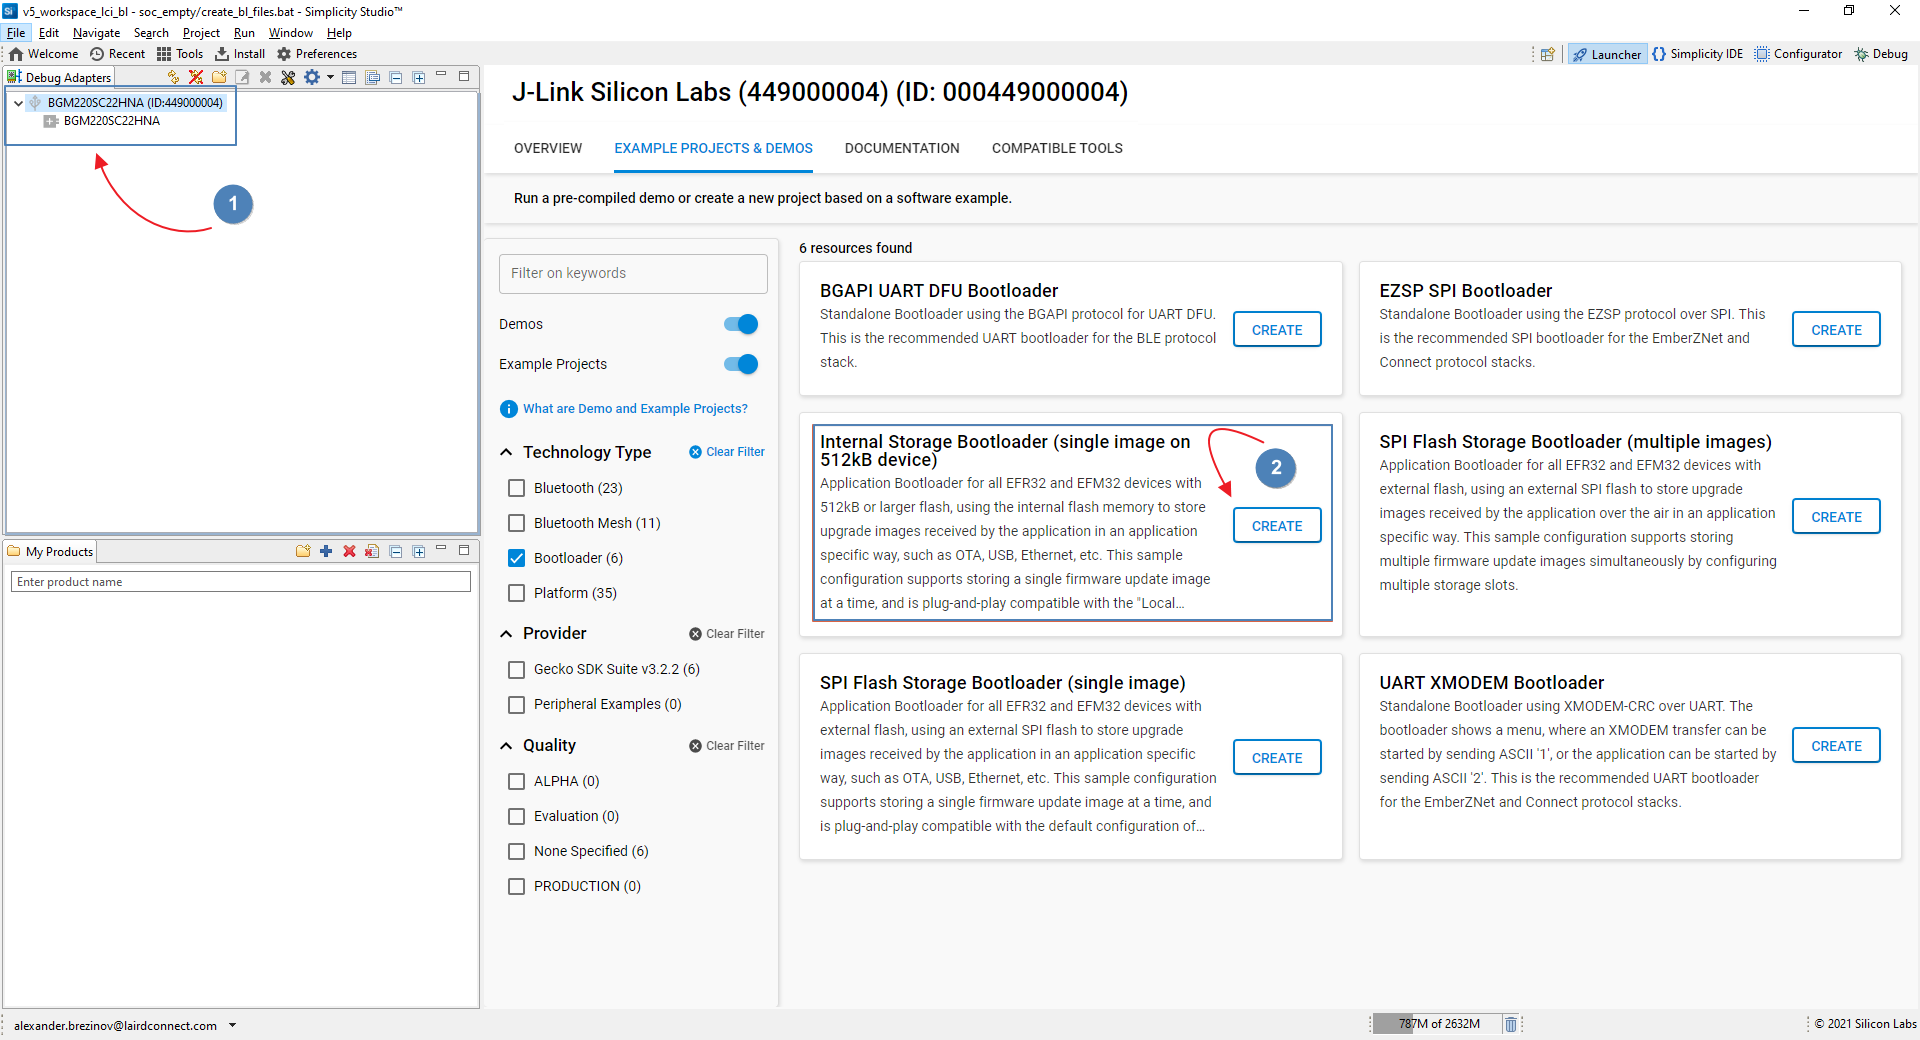 v5_workspace_lci_bl - soc_empty/create_bl_files.bat - Simplicity Studio™
File Edit Navigate Search Project Run Window Help
Welcome Recent Tools Install Preferences
Launcher Simplicity IDE Configurator Debug
Debug Adapters
BGM220SC22HNA (ID:449000004)
BGM220SC22HNA
1
My Products
Enter product name
J-Link Silicon Labs (449000004) (ID: 000449000004)
OVERVIEW EXAMPLE PROJECTS & DEMOS DOCUMENTATION COMPATIBLE TOOLS
Run a pre-compiled demo or create a new project based on a software example.
Filter on keywords
Demos
Example Projects
What are Demo and Example Projects?
Technology Type Clear Filter
Bluetooth (23)
Bluetooth Mesh (11)
Bootloader (6)
Platform (35)
Provider Clear Filter
Gecko SDK Suite v3.2.2 (6)
Peripheral Examples (0)
Quality Clear Filter
ALPHA (0)
Evaluation (0)
None Specified (6)
PRODUCTION (0)
6 resources found
BGAPI UART DFU Bootloader
Standalone Bootloader using the BGAPI protocol for UART DFU.
This is the recommended UART bootloader for the BLE protocol
stack.
CREATE
EZSP SPI Bootloader
Standalone Bootloader using the EZSP protocol over SPI. This
is the recommended SPI bootloader for the EmberZNet and
Connect protocol stacks.
CREATE
Internal Storage Bootloader (single image on
512kB device)
Application Bootloader for all EFR32 and EFM32 devices with
512kB or larger flash, using the internal flash memory to store
upgrade images received by the application in an application
specific way, such as OTA, USB, Ethernet, etc. This sample
configuration supports storing a single firmware update image
at a time, and is plug-and-play compatible with the "Local...
2
CREATE
SPI Flash Storage Bootloader (multiple images)
Application Bootloader for all EFR32 and EFM32 devices with
external flash, using an external SPI flash to store upgrade
images received by the application over the air in an application
specific way. This sample configuration supports storing
multiple firmware update images simultaneously by configuring
multiple storage slots.
CREATE
SPI Flash Storage Bootloader (single image)
Application Bootloader for all EFR32 and EFM32 devices with
external flash, using an external SPI flash to store upgrade
images received by the application in an application specific
way, such as OTA, USB, Ethernet, etc. This sample configuration
supports storing a single firmware update image at a time, and
is plug-and-play compatible with the default configuration of...
CREATE
UART XMODEM Bootloader
Standalone Bootloader using XMODEM-CRC over UART. The
bootloader shows a menu, where an XMODEM transfer can be
started by sending ASCII '1', or the application can be started by
sending ASCII '2'. This is the recommended UART bootloader
for the EmberZNet and Connect protocol stacks.
CREATE
alexander.brezinov@lairdconnect.com
787M of 2632M
© 2021 Silicon Labs